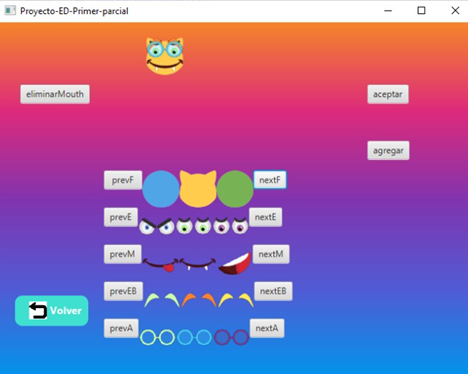 Proyecto-ED-Primer-parcial
eliminarMouth
aceptar
agregar
prevF
nextF
prevE
nextE
prevM
nextM
prevEB
nextEB
Volver
prevA
nextA